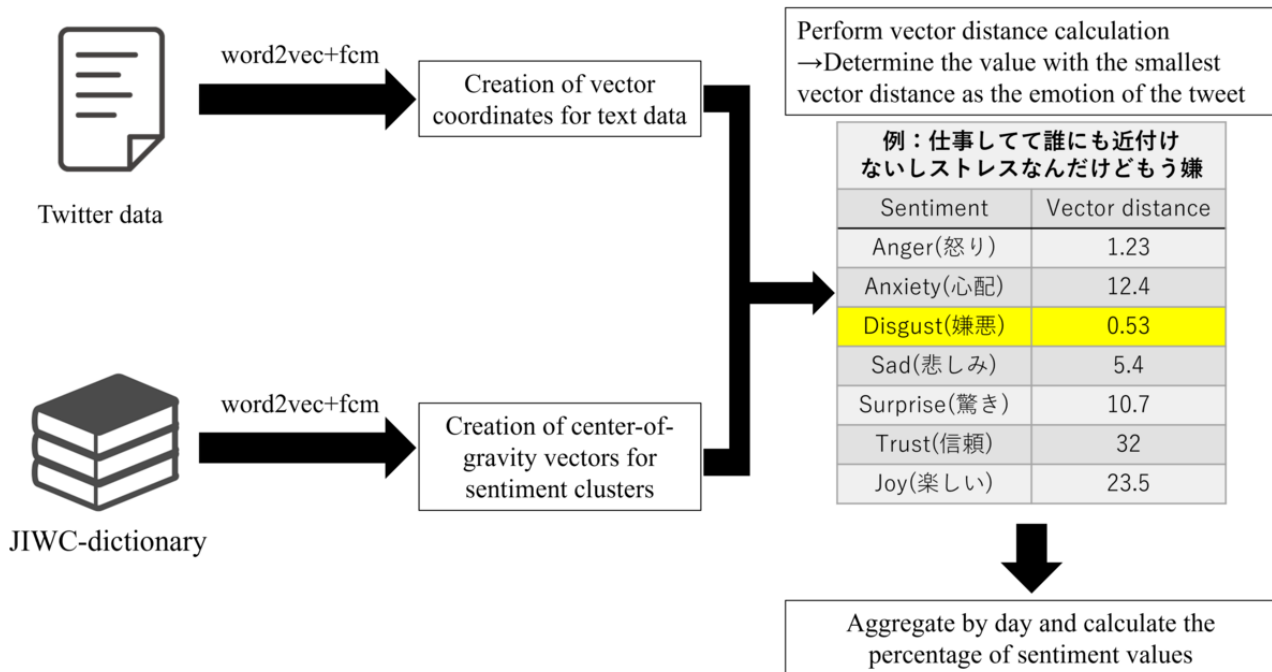 word2vec+fcm
Creation of vector
coordinates for text data
Twitter data
word2vec+fcm
Creation of center-of-
gravity vectors for
sentiment clusters
JIWC-dictionary
Perform vector distance calculation
→Determine the value with the smallest
vector distance as the emotion of the tweet
例：仕事してて誰にも近付け
ないしストレスなんだけどもう嫌
Sentiment Vector distance
Anger(怒り) 1.23
Anxiety(心配) 12.4
Disgust(嫌悪) 0.53
Sad(悲しみ) 5.4
Surprise(驚き) 10.7
Trust(信頼) 32
Joy(楽しい) 23.5
Aggregate by day and calculate the
percentage of sentiment values